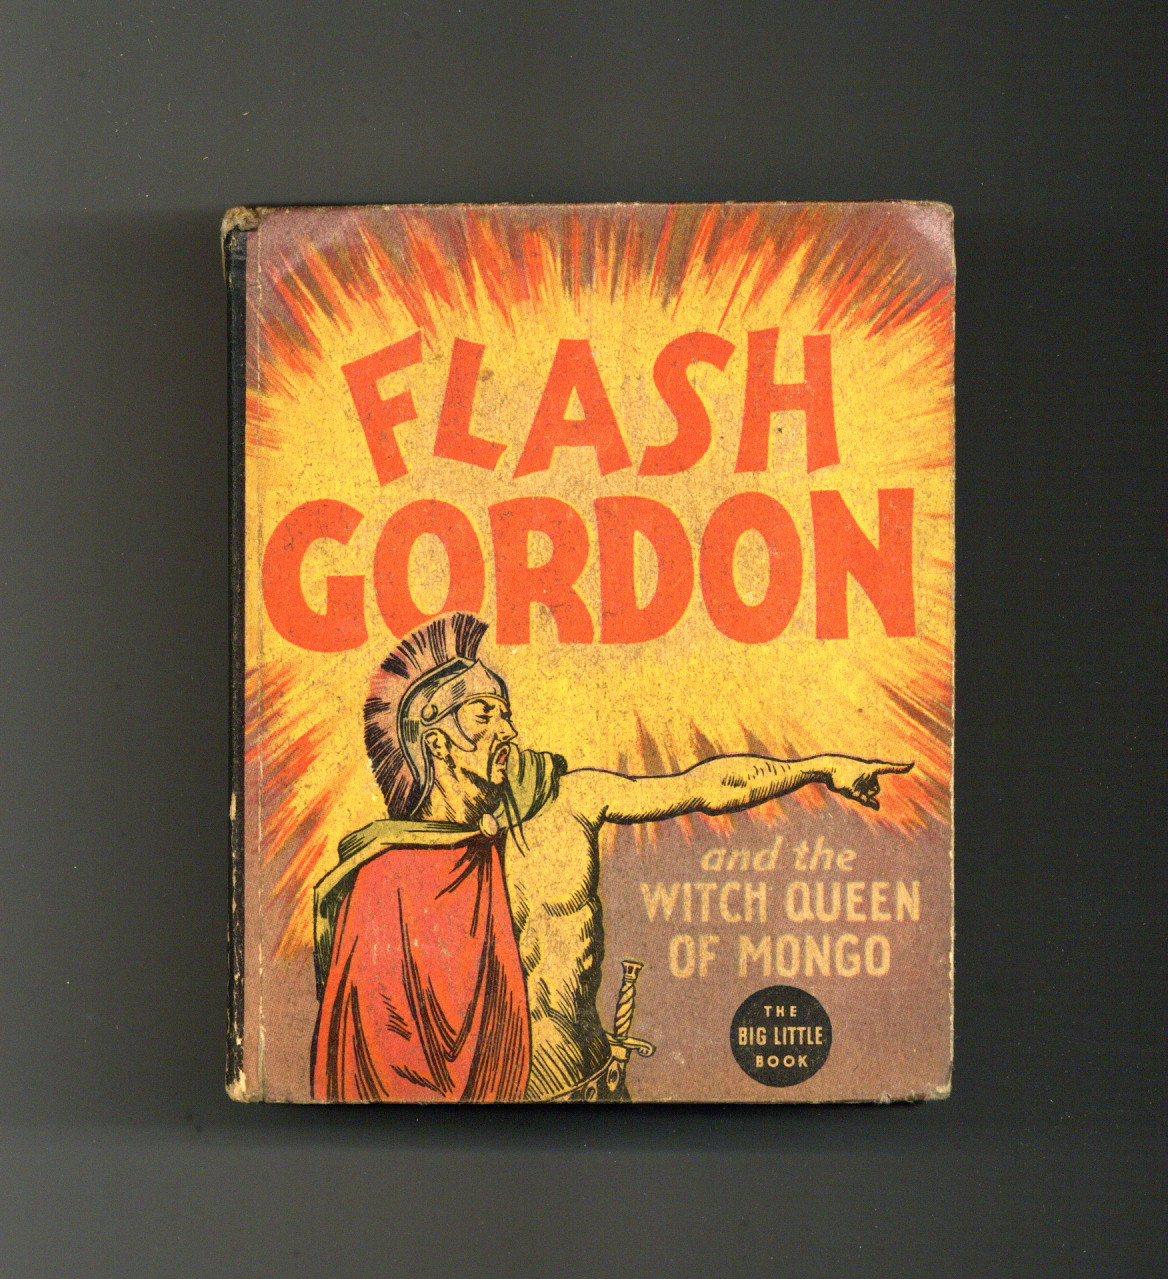 FLASH
GORDON
and the
WITCH QUEEN
OF MONGO
THE
BIG LITTLE
BOOK